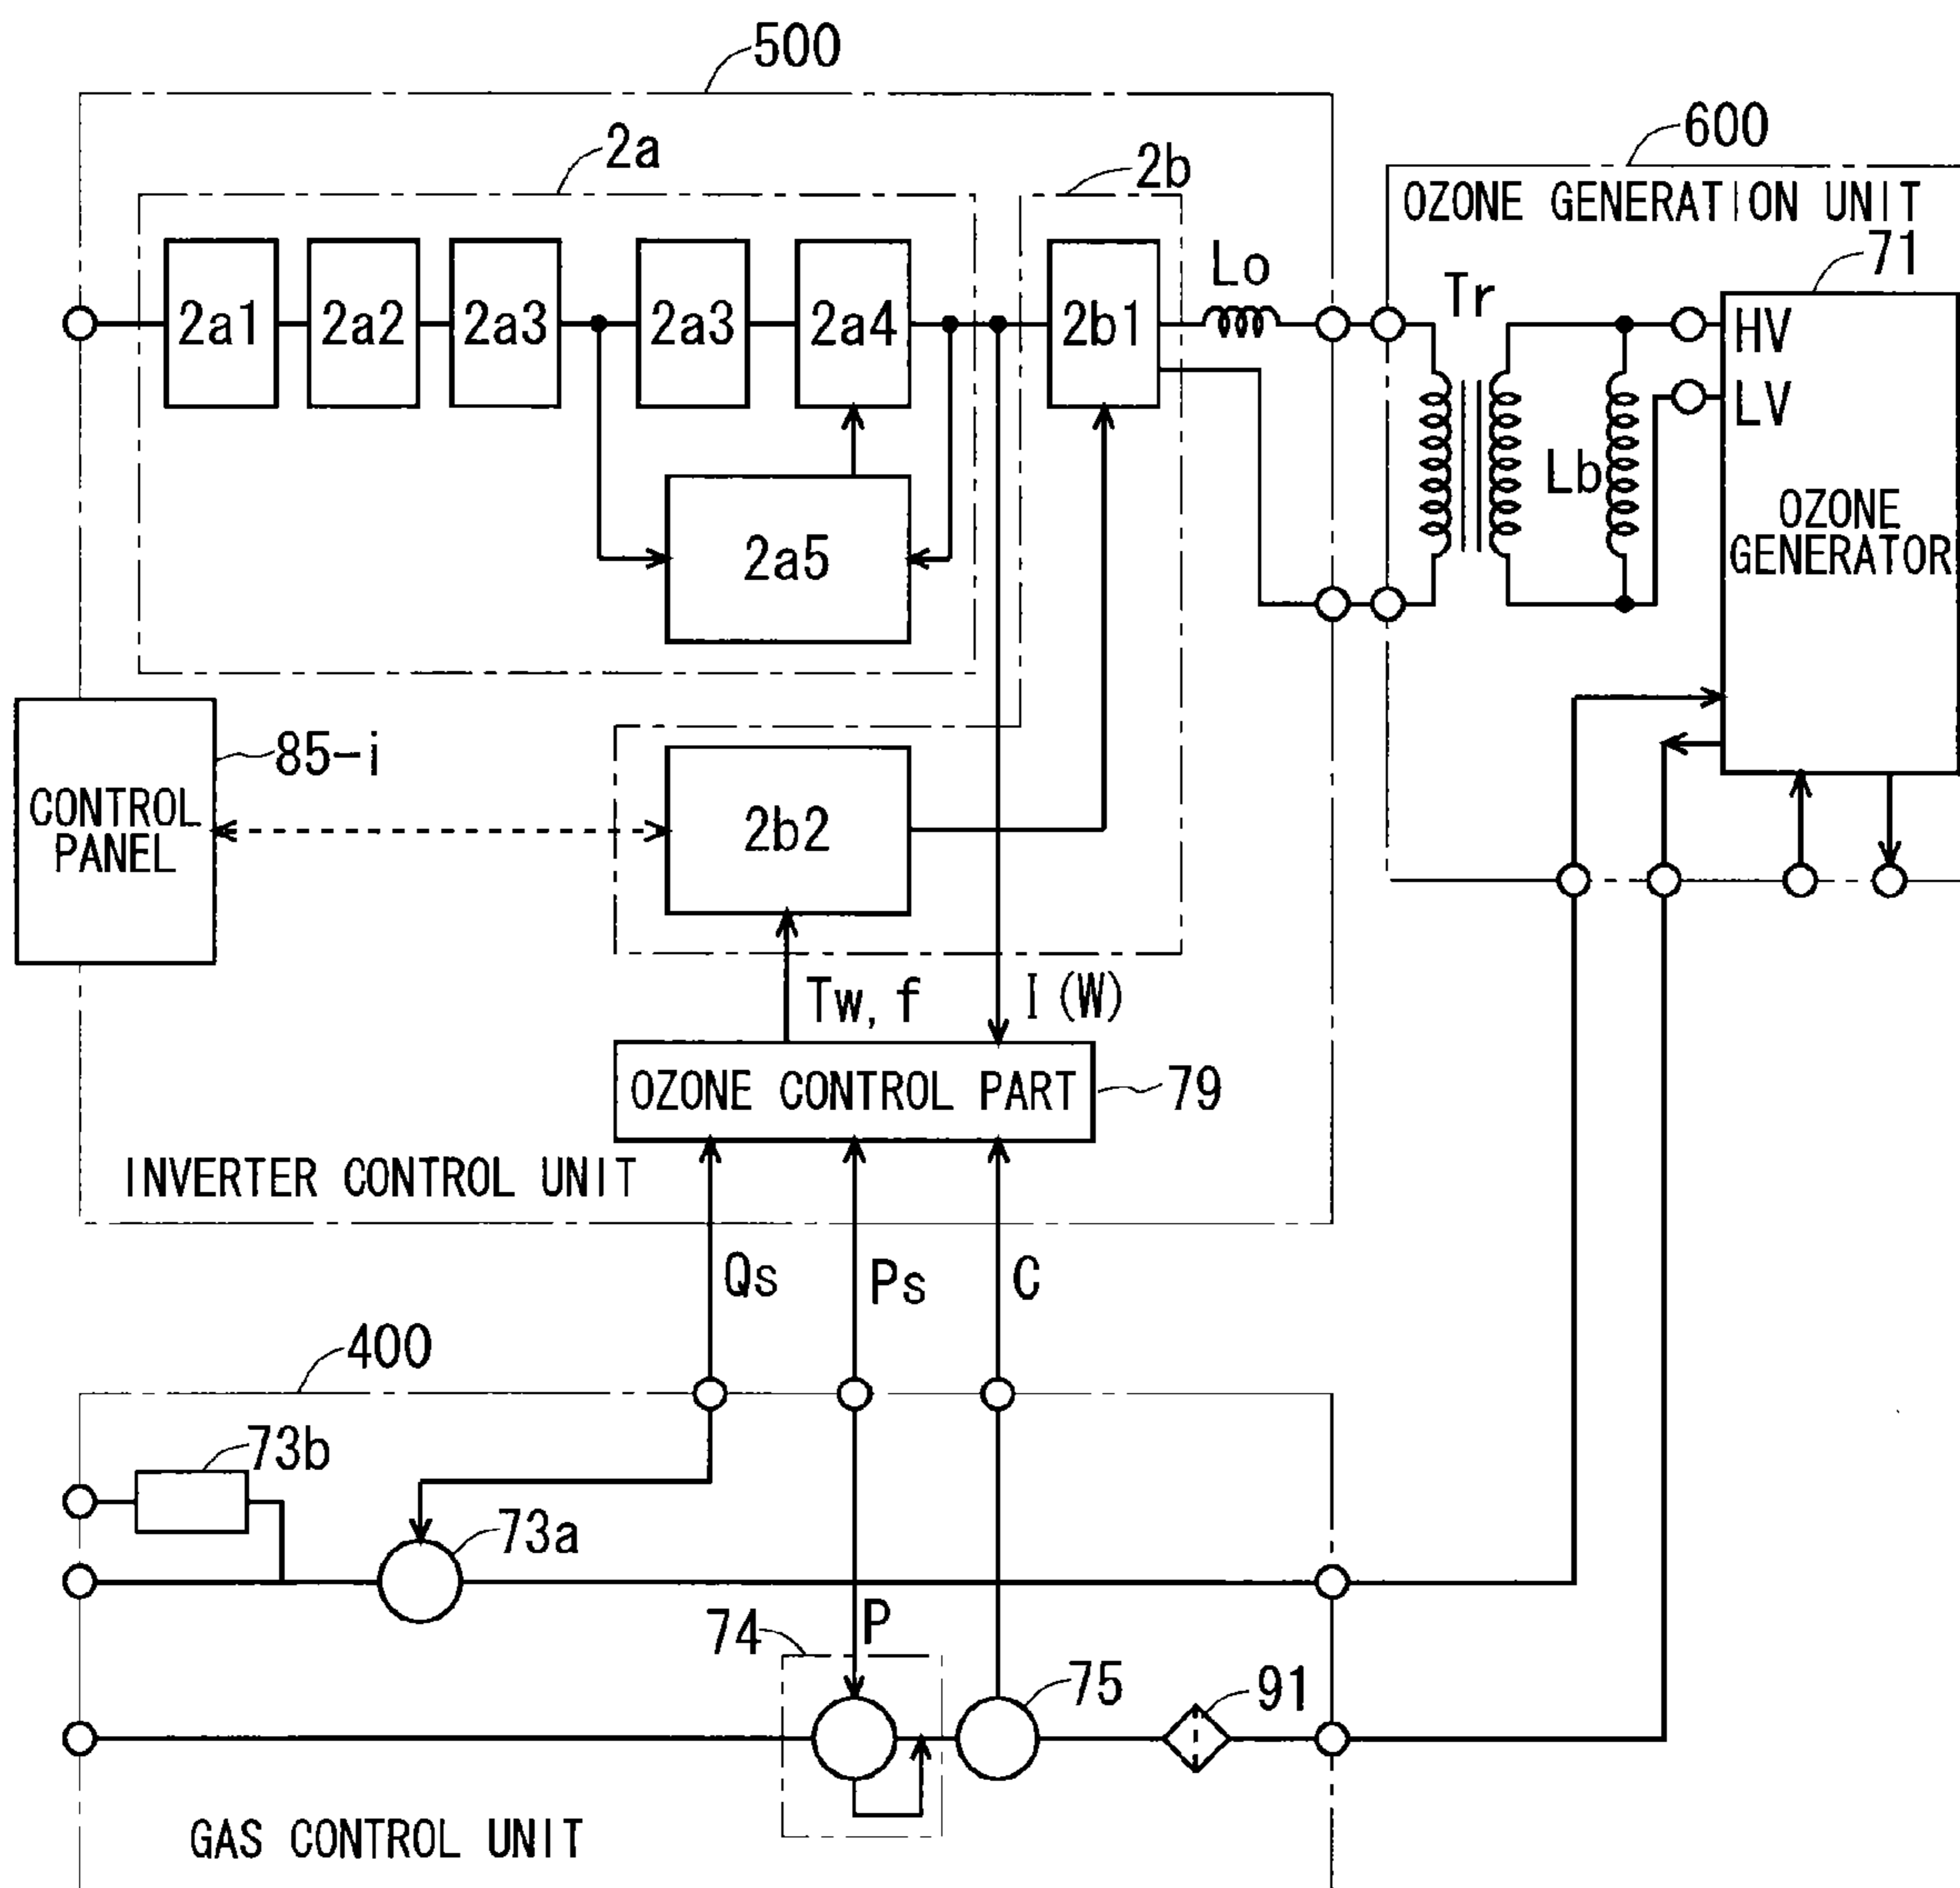 500
600
2a
2b
OZONE GENERATION UNIT
71
2a1
2a2
2a3
2a3
2a4
2b1
Lo
Tr
HV
LV
Lb
OZONE
GENERATOR
2a5
85-i
CONTROL
PANEL
2b2
Tw, f
I (W)
OZONE CONTROL PART
79
INVERTER CONTROL UNIT
Qs
Ps
C
400
73b
73a
P
74
75
91
GAS CONTROL UNIT